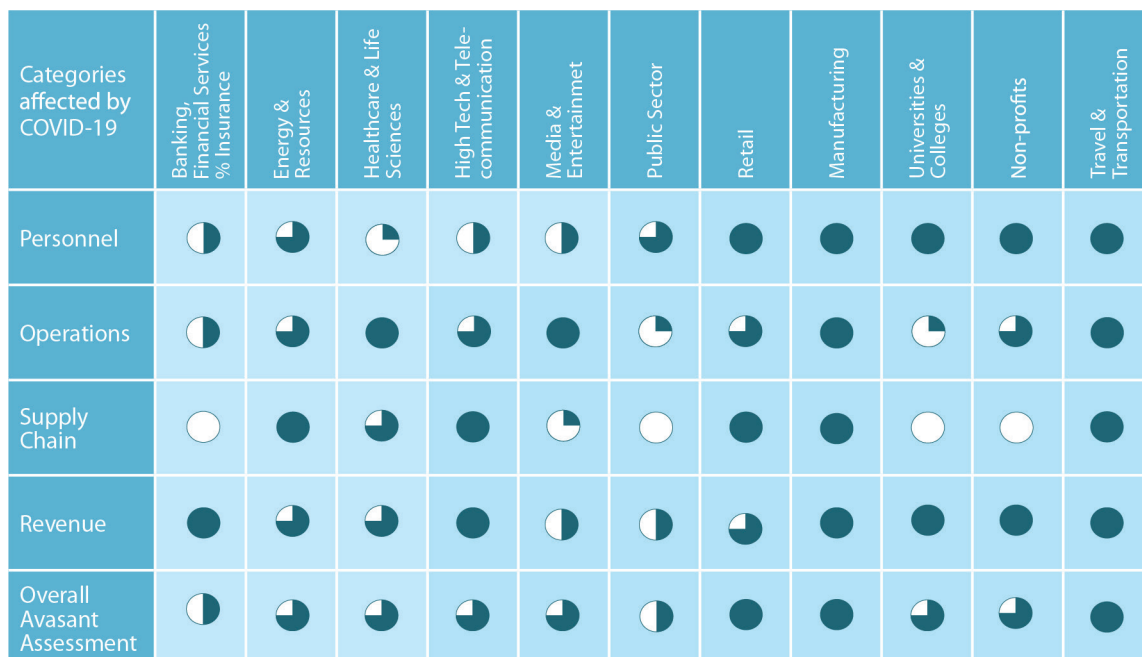 Categories
affected by
COVID-19
Banking,
Financial Services
% Insurance
Energy &
Resources
Healthcare & Life
Sciences
High Tech & Tele-
communication
Media &
Entertainmet
Public Sector
Retail
Manufacturing
Universities &
Colleges
Non-profits
Travel &
Transportation
Personnel
Operations
Supply
Chain
Revenue
Overall
Avasant
Assessment